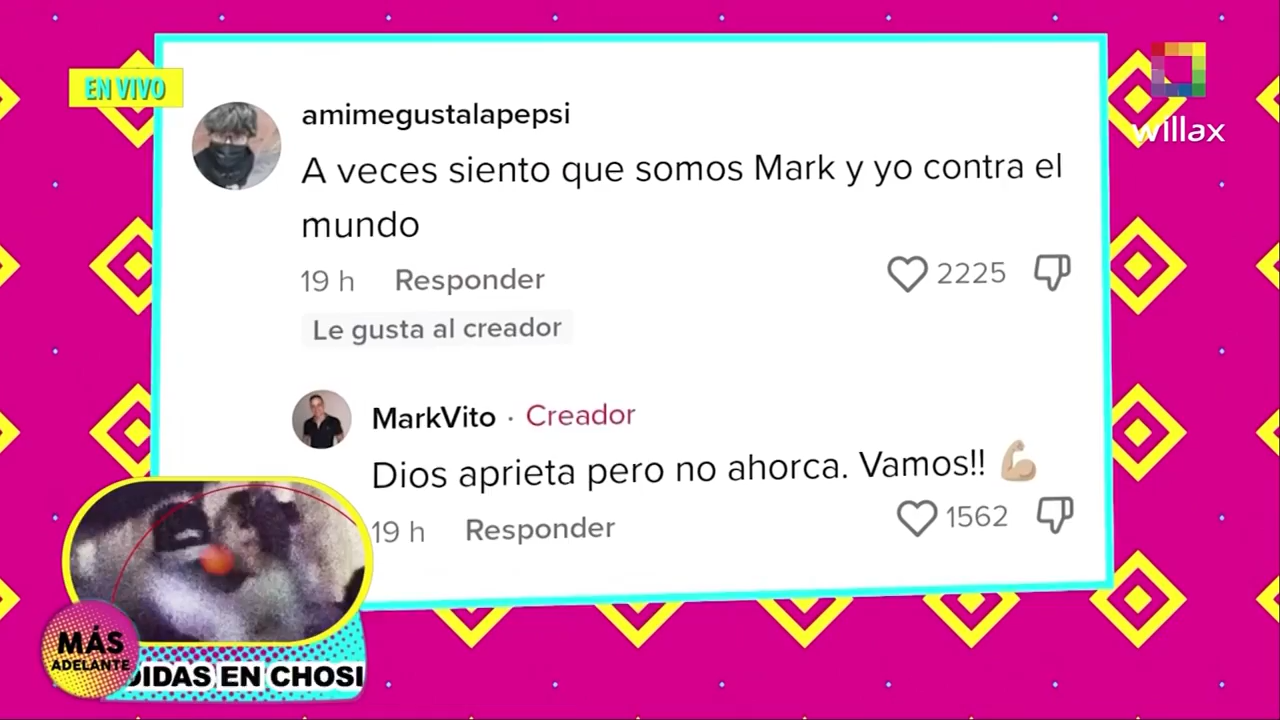 EN VIVO
willax
amimegustalapepsi
A veces siento que somos Mark y yo contra el
mundo
19 h Responder
2225
Le gusta al creador
MarkVito · Creador
Dios aprieta pero no ahorca. Vamos!! 💪🏼
19 h Responder
1562
MÁS
ADELANTE
DIDAS EN CHOSI